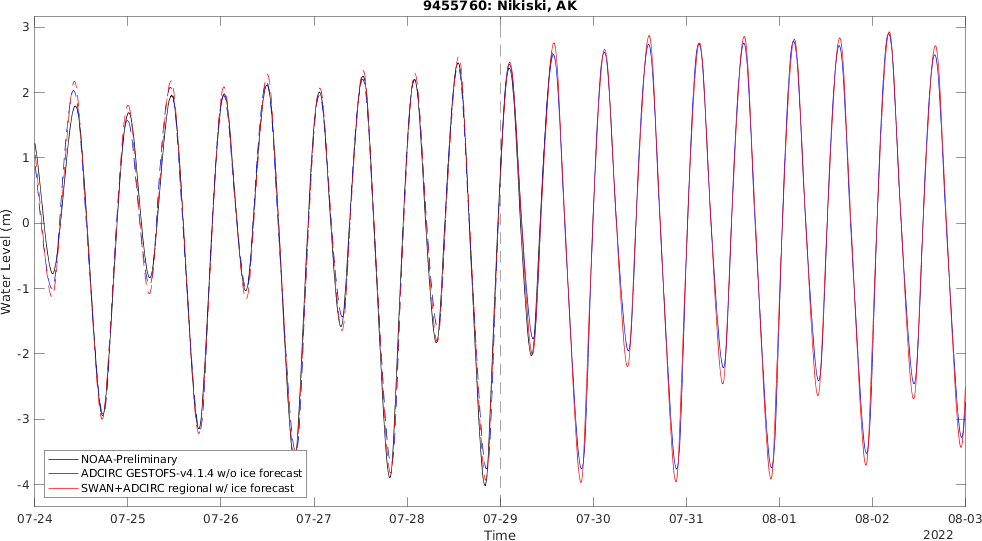 9455760: Nikiski, AK
3
2
1
0
-1
-2
-3
-4
Water Level (m)
NOAA-Preliminary
ADCIRC GESTOFS-v4.1.4 w/o ice forecast
SWAN+ADCIRC regional w/ ice forecast
07-24 07-25 07-26 07-27 07-28 07-29 07-30 07-31 08-01 08-02 08-03
Time
2022